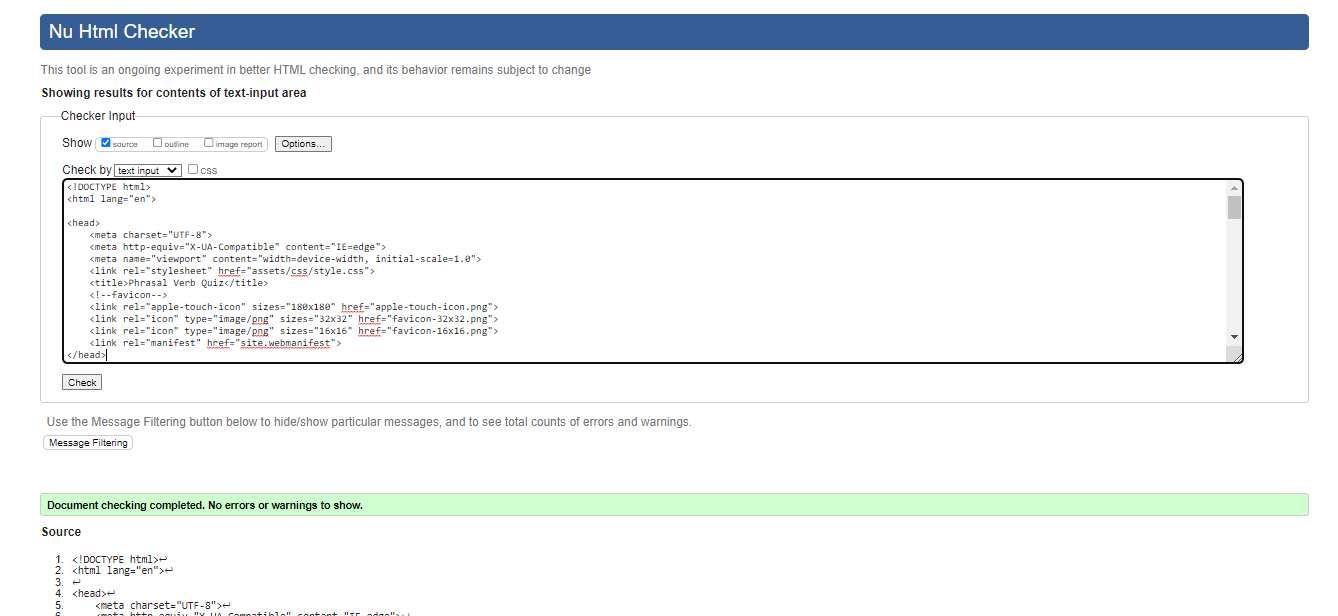 Nu Html Checker
This tool is an ongoing experiment in better HTML checking, and its behavior remains subject to change
Showing results for contents of text-input area
Checker Input
Show source outline image report Options...
Check by text input css
<!DOCTYPE html>
<html lang="en">
<head>
<meta charset="UTF-8">
<meta http-equiv="X-UA-Compatible" content="IE=edge">
<meta name="viewport" content="width=device-width, initial-scale=1.0">
<link rel="stylesheet" href="assets/css/style.css">
<title>Phrasal Verb Quiz</title>
<!--favicon-->
<link rel="apple-touch-icon" sizes="180x180" href="apple-touch-icon.png">
<link rel="icon" type="image/png" sizes="32x32" href="favicon-32x32.png">
<link rel="icon" type="image/png" sizes="16x16" href="favicon-16x16.png">
<link rel="manifest" href="site.webmanifest">
</head>
Check
Use the Message Filtering button below to hide/show particular messages, and to see total counts of errors and warnings.
Message Filtering
Document checking completed. No errors or warnings to show.
Source
1. <!DOCTYPE html>↩
2. <html lang="en">↩
3. ↩
4. <head>↩
5. <meta charset="UTF-8">↩
6. <meta http-equiv="X-UA-Compatible" content="IE=edge">↩